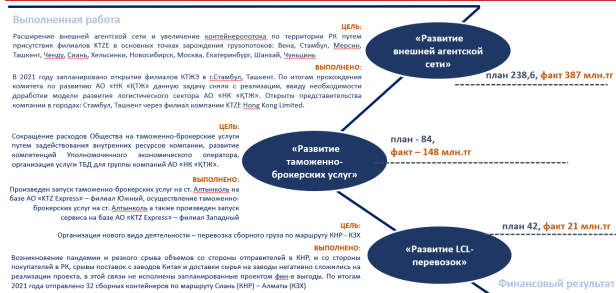 Выполненная работа
ЦЕЛЬ:
Расширение внешней агентской сети и увеличение контейнеропотока по территории РК путем
присутствия филиалов KTZE в основных точках зарождения грузопотоков: Вена, Стамбул, Мерсин,
Ташкент, Ченду, Сиань, Хельсинки, Новосибирск, Москва, Екатеринбург, Шанхай, Чуньцинь
ВЫПОЛНЕНО:
В 2021 году запланировано открытие филиалов КТЖЭ в г.Стамбул, Ташкент. По итогам прохождения
комитета по развитию АО «НК «ҚТЖ» данную задачу сняли с реализации, ввиду необходимости
доработки модели развития логистического сектора АО «НК «ҚТЖ». Открыты представительства
компании в городах: Стамбул, Ташкент через филиал компании KTZE Hong Kong Limited.
«Развитие
внешней агентской
сети»
план 238,6, факт 387 млн.тг
ЦЕЛЬ:
Сокращение расходов Общества на таможенно-брокерские услуги
путем задействования внутренних ресурсов компании, развитие
компетенций Уполномоченного экономического оператора,
организация услуги ТБД для группы компаний АО «НК «ҚТЖ».
ВЫПОЛНЕНО:
Произведен запуск таможенно-брокерских услуг на ст. Алтынколь на
базе АО «KTZ Express» – филиал Южный, осуществление таможенно-
брокерских услуг на ст. Алтынколь а также произведен запуск
сервиса на базе АО «KTZ Express» – филиал Западный
«Развитие
таможенно-
брокерских услуг»
план - 84,
факт – 148 млн.тг
ЦЕЛЬ:
Организация нового вида деятельности – перевозка сборного груза по маршруту КНР - КЗХ
ВЫПОЛНЕНО:
Возникновение пандемии и резкого срыва объемов со стороны отправителей в КНР, и со стороны
покупателей в РК, срывы поставок с заводов Китая и доставки сырья на заводы негативно сложились на
реализации проекта, в этой связи не исполнены запланированные проектом фин-е выгоды. По итогам
2021 года отправлено 32 сборных контейнеров по маршруту Сиань (КНР) – Алматы (КЗХ)
«Развитие LCL-
перевозок»
план 42, факт 21 млн.тг
Финансовый результат